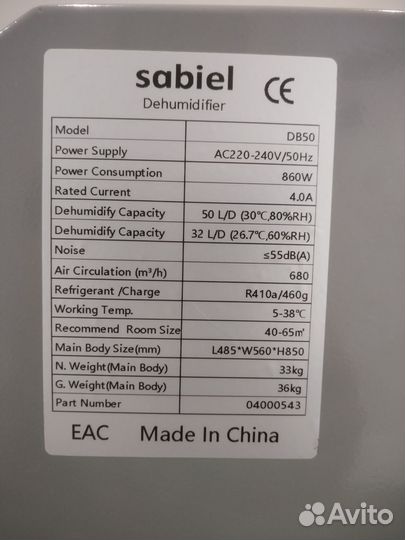 sabiel
Dehumidifier
CE
Model DB50
Power Supply AC220-240V/50Hz
Power Consumption 860W
Rated Current 4.0A
Dehumidify Capacity 50 L/D (30℃,80%RH)
Dehumidify Capacity 32 L/D (26.7℃,60%RH)
Noise ≤55dB(A)
Air Circulation (m³/h) 680
Refrigerant /Charge R410a/460g
Working Temp. 5-38℃
Recommend Room Size 40-65㎡
Main Body Size(mm) L485*W560*H850
N. Weight(Main Body) 33kg
G. Weight(Main Body) 36kg
Part Number 04000543
EAC Made In China
Avito